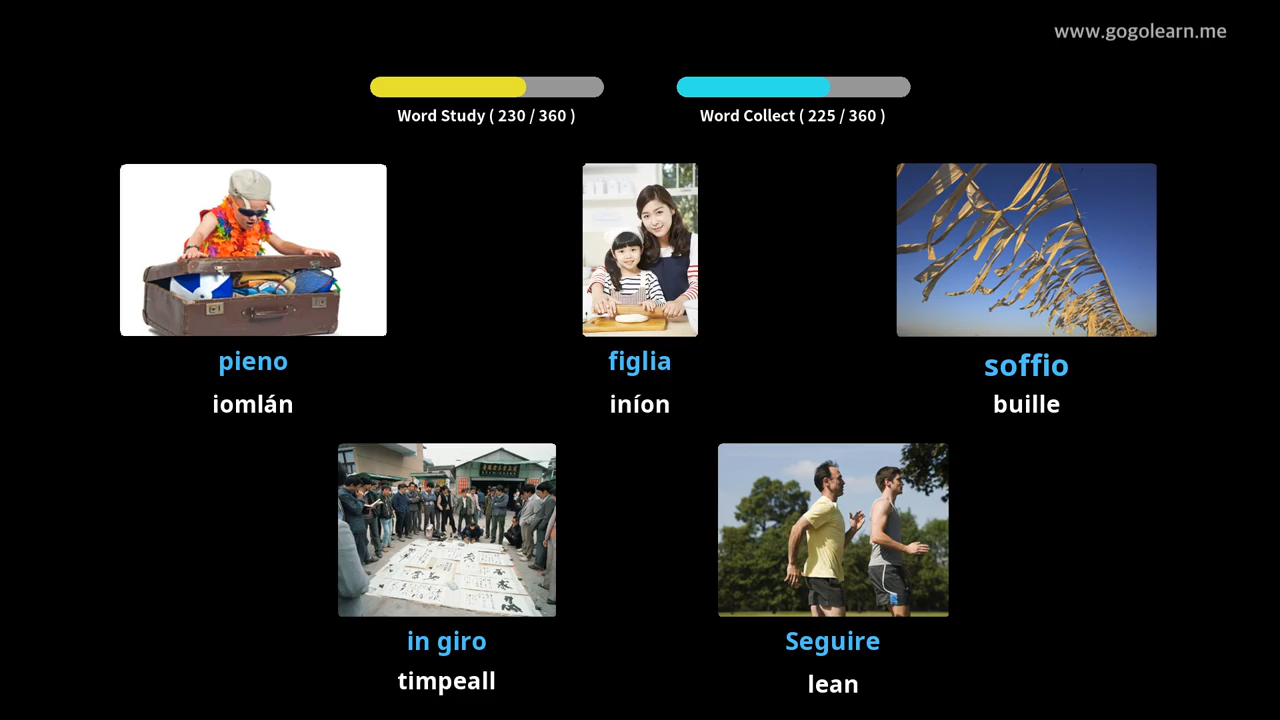 www.gogolearn.me
Word Study ( 230 / 360 )
Word Collect ( 225 / 360 )
pieno
iomlán
figlia
iníon
soffio
buille
in giro
timpeall
Seguire
lean